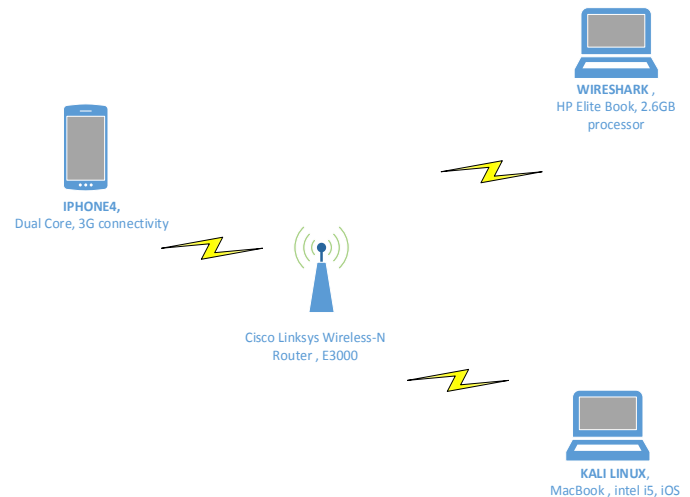 WIRESHARK ,
HP Elite Book, 2.6GB
processor
IPHONE4,
Dual Core, 3G connectivity
Cisco Linksys Wireless-N
Router , E3000
KALI LINUX,
MacBook , intel i5, iOS